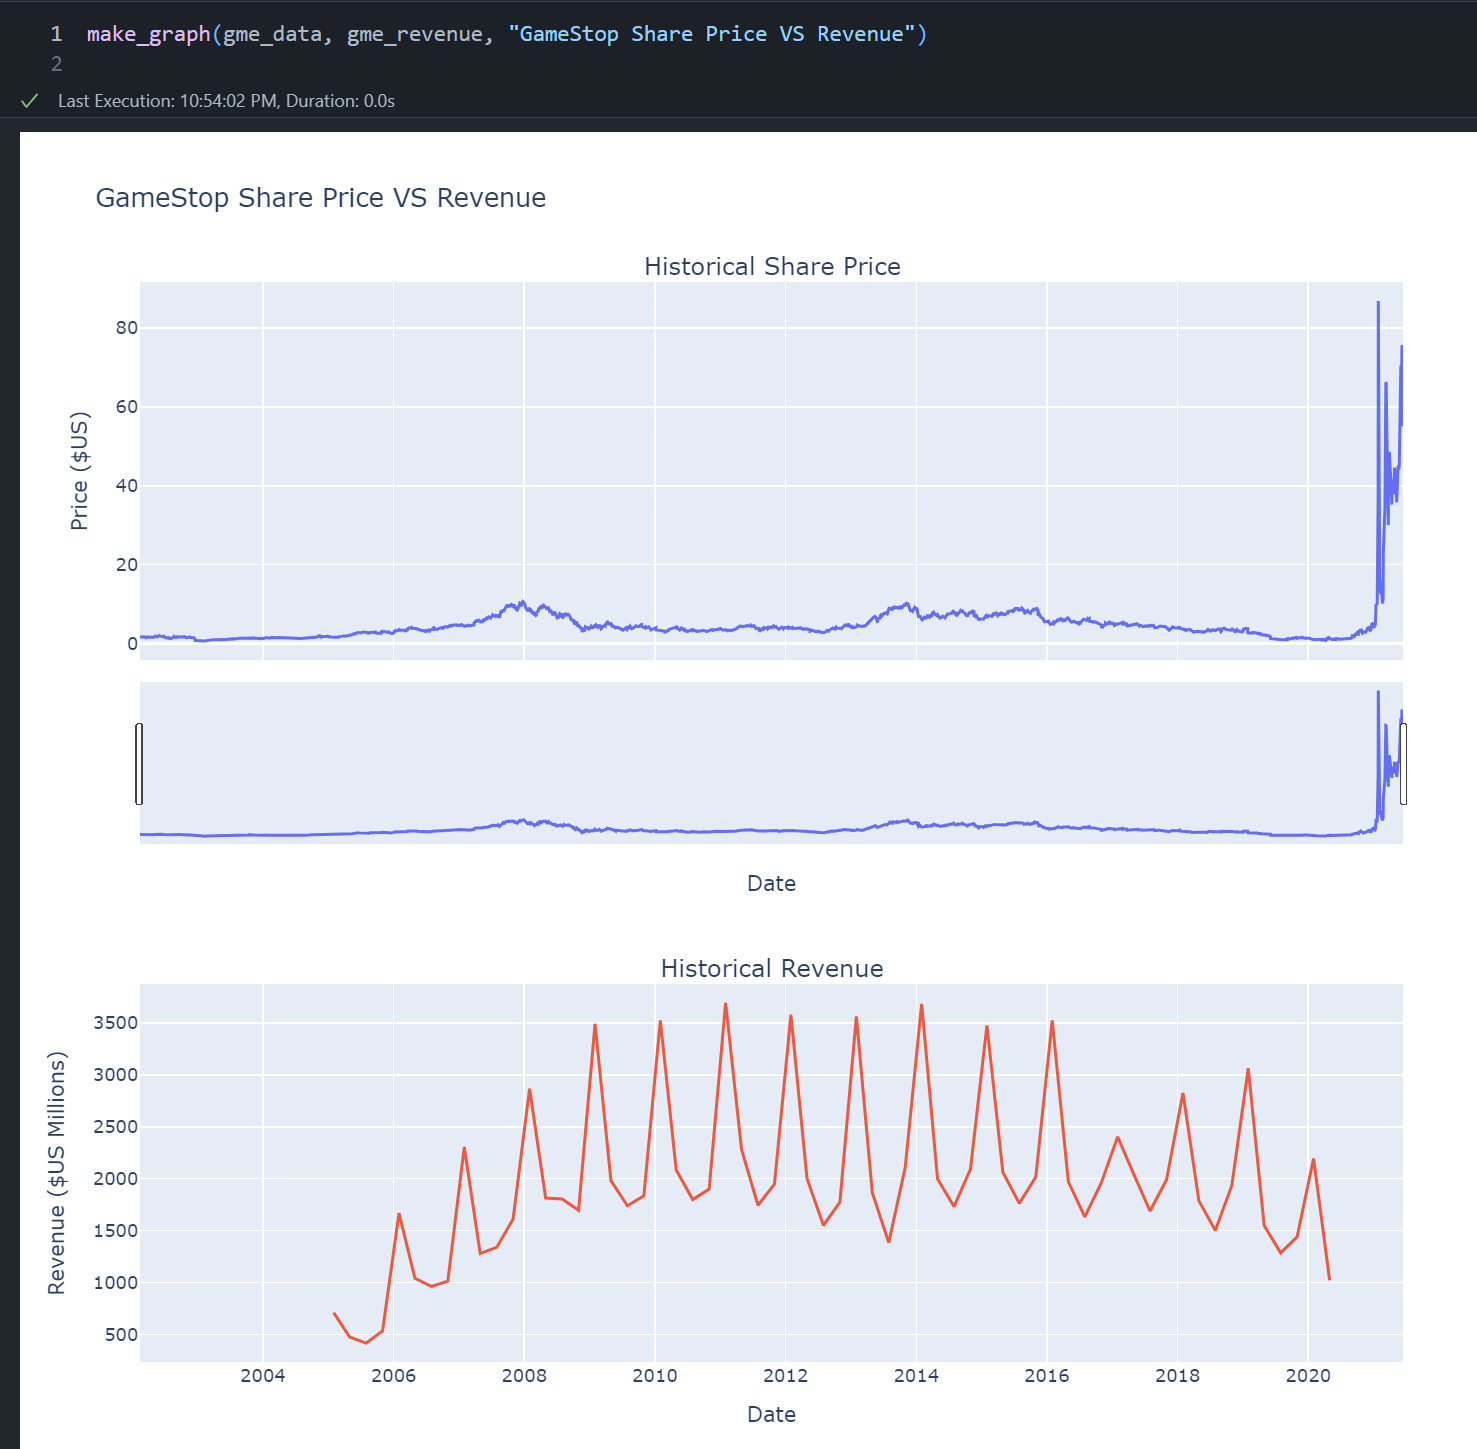 1 make_graph(gme_data, gme_revenue, "GameStop Share Price VS Revenue")
2
Last Execution: 10:54:02 PM, Duration: 0.0s
GameStop Share Price VS Revenue
Historical Share Price
80
60
40
20
0
Price ($US)
Date
Historical Revenue
3500
3000
2500
2000
1500
1000
500
Revenue ($US Millions)
2004 2006 2008 2010 2012 2014 2016 2018 2020
Date